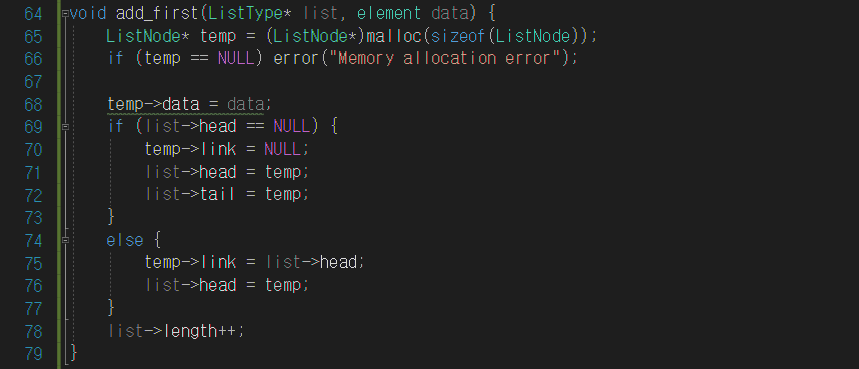 64 void add_first(ListType* list, element data) {
65 ListNode* temp = (ListNode*)malloc(sizeof(ListNode));
66 if (temp == NULL) error("Memory allocation error");
67
68 temp->data = data;
69 if (list->head == NULL) {
70 temp->link = NULL;
71 list->head = temp;
72 list->tail = temp;
73 }
74 else {
75 temp->link = list->head;
76 list->head = temp;
77 }
78 list->length++;
79 }